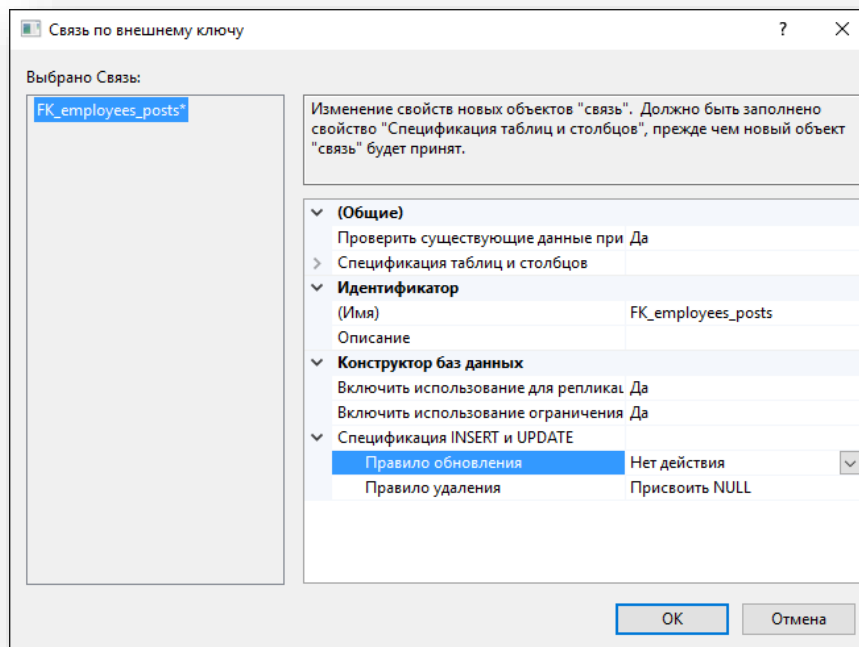 Связь по внешнему ключу
?
Выбрано Связь:
FK_employees_posts*
Изменение свойств новых объектов "связь". Должно быть заполнено
свойство "Спецификация таблиц и столбцов", прежде чем новый объект
"связь" будет принят.
(Общие)
Проверить существующие данные при Да
Спецификация таблиц и столбцов
Идентификатор
(Имя) FK_employees_posts
Описание
Конструктор баз данных
Включить использование для репликац Да
Включить использование ограничения Да
Спецификация INSERT и UPDATE
Правило обновления Нет действия
Правило удаления Присвоить NULL
OK Отмена